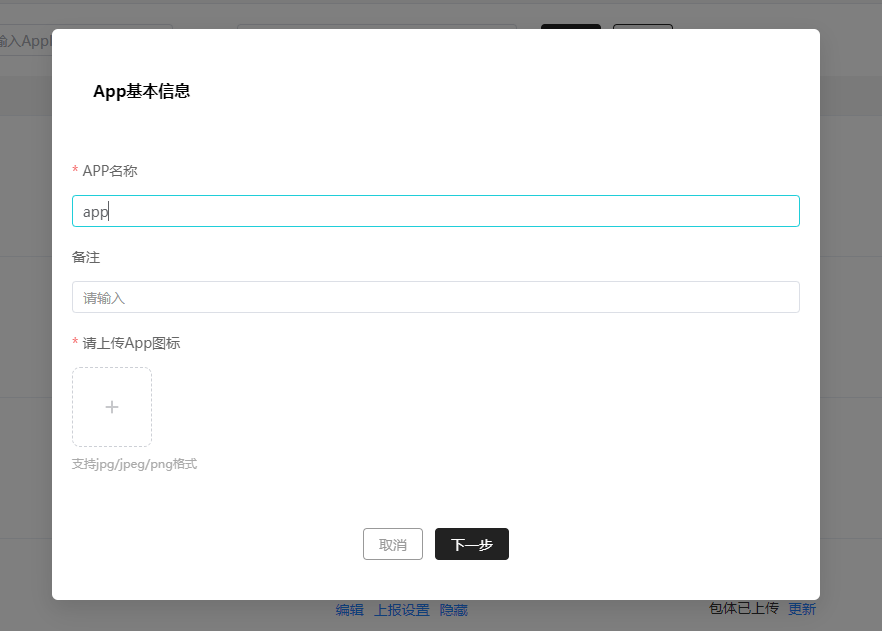 输入AppI
App基本信息
* APP名称
app
备注
请输入
* 请上传App图标
+
支持jpg/jpeg/png格式
取消 下一步
编辑 上报设置 隐藏 包体已上传 更新